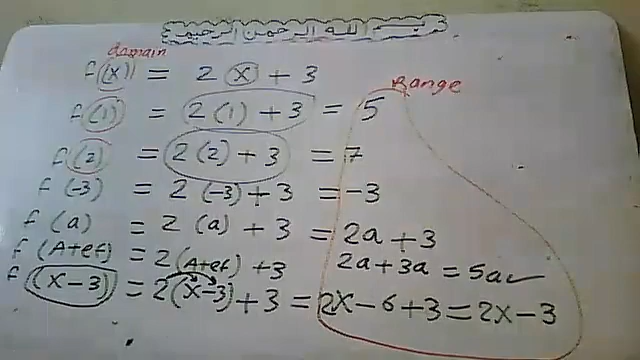 بسم الله الرحمن الرحيم
domain
f(x) = 2(x) + 3
Range
f(1) = 2(1) + 3 = 5
f(2) = 2(2) + 3 = 7
f(-3) = 2(-3) + 3 = -3
f(a) = 2(a) + 3 = 2a + 3
f(A+ef) = 2(A+ef) + 3
2a + 3a = 5a
f(x-3) = 2(x-3) + 3 = 2x - 6 + 3 = 2x - 3